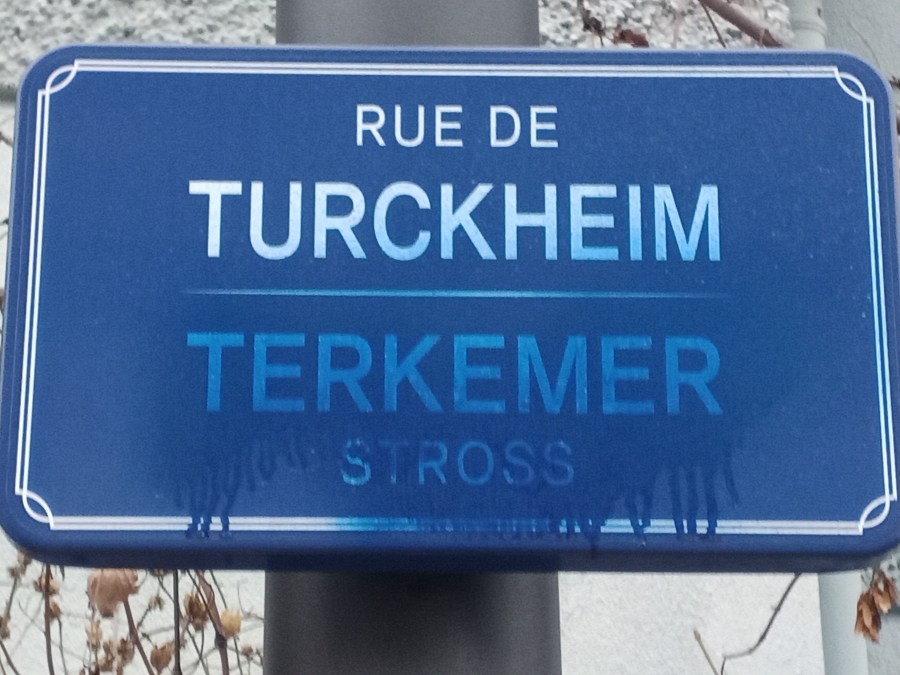 RUE DE
TURCKHEIM
TERKEMER
STROSS